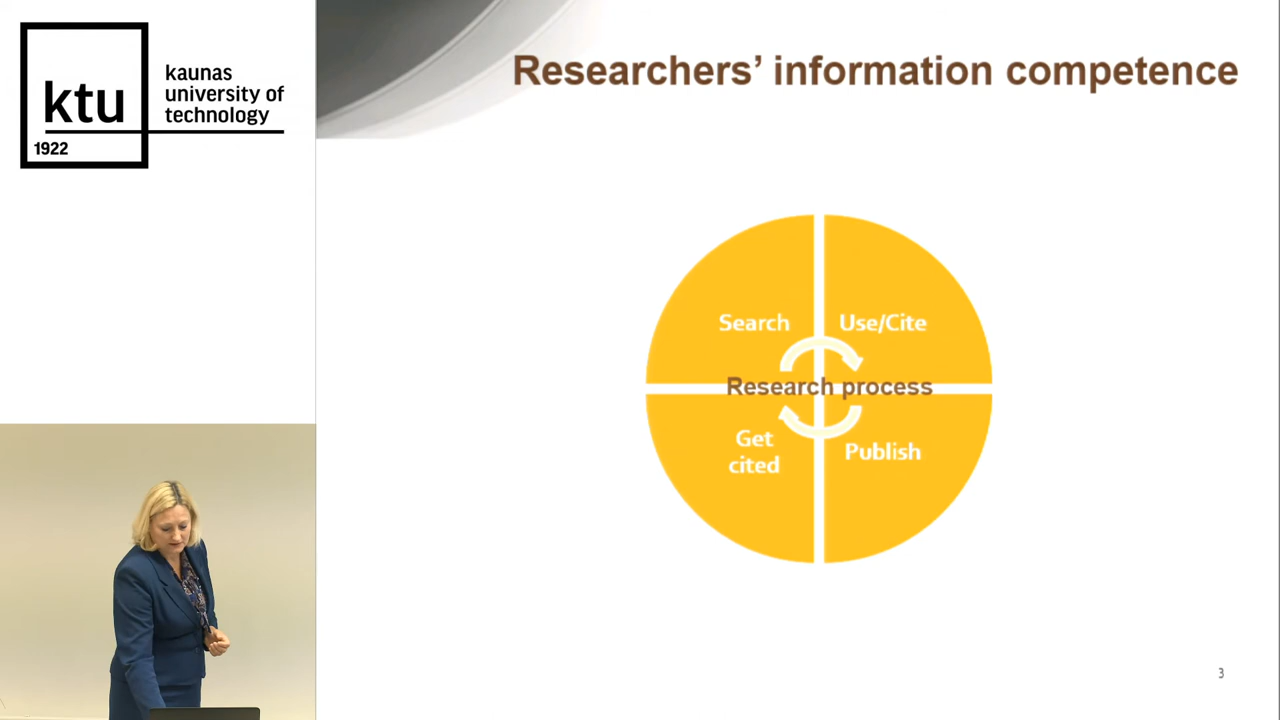 ktu
1922
kaunas
university of
technology
Researchers' information competence
Search
Use/Cite
Research process
Get
cited
Publish
3